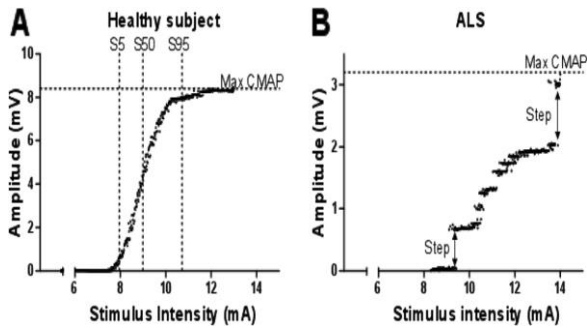 A
Healthy subject
S5 S50 S95
Max CMAP
10
8
6
4
2
0
Amplitude (mV)
6 8 10 12 14
Stimulus Intensity (mA)
B
ALS
Max CMAP
Step
Step
3
2
1
0
Amplitude (mV)
6 8 10 12 14
Stimulus intensity (mA)